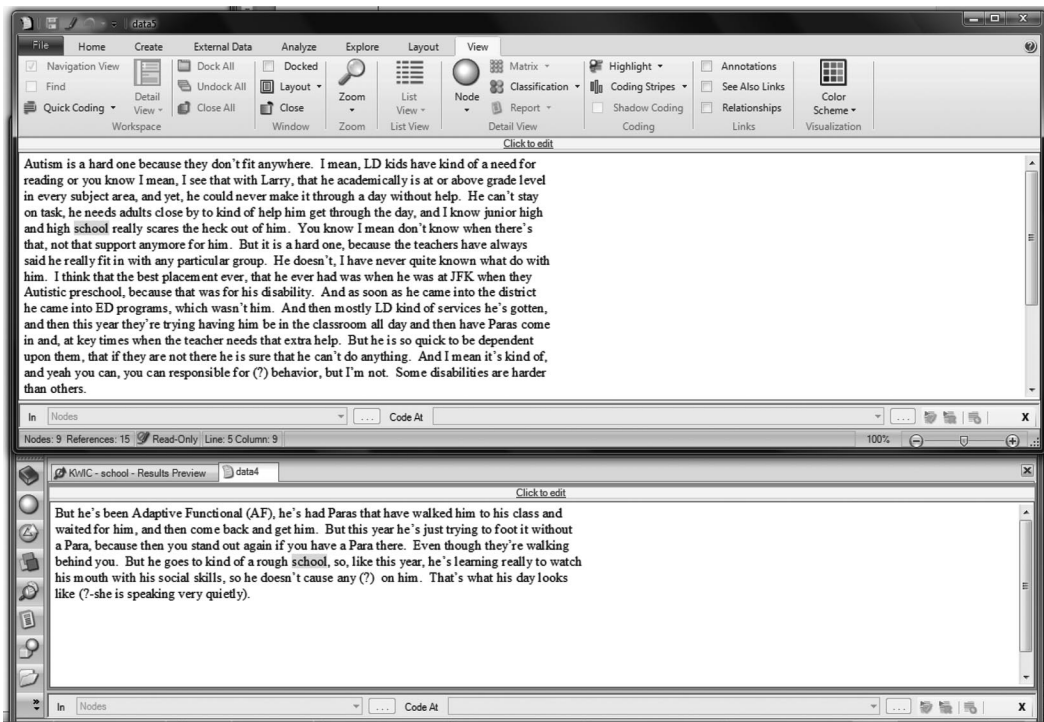 data5
File Home Create External Data Analyze Explore Layout View
Navigation View Dock All Docked Matrix Highlight Annotations
Find Undock All Layout Classification Coding Stripes See Also Links
Quick Coding Detail View Close All Close Zoom List View Node Report Shadow Coding Relationships Color Scheme
Workspace Window Zoom List View Detail View Coding Links Visualization
Click to edit
Autism is a hard one because they don't fit anywhere. I mean, LD kids have kind of a need for
reading or you know I mean, I see that with Larry, that he academically is at or above grade level
in every subject area, and yet, he could never make it through a day without help. He can't stay
on task, he needs adults close by to kind of help him get through the day, and I know junior high
and high school really scares the heck out of him. You know I mean don't know when there's
that, not that support anymore for him. But it is a hard one, because the teachers have always
said he really fit in with any particular group. He doesn't, I have never quite known what do with
him. I think that the best placement ever, that he ever had was when he was at JFK when they
Autistic preschool, because that was for his disability. And as soon as he came into the district
he came into ED programs, which wasn't him. And then mostly LD kind of services he's gotten,
and then this year they're trying having him be in the classroom all day and then have Paras come
in and, at key times when the teacher needs that extra help. But he is so quick to be dependent
upon them, that if they are not there he is sure that he can't do anything. And I mean it's kind of,
and yeah you can, you can responsible for (?) behavior, but I'm not. Some disabilities are harder
than others.
In Nodes ... Code At ... X
Nodes: 9 References: 15 Read-Only Line: 5 Column: 9 100%
KWIC - school - Results Preview data4
Click to edit
But he's been Adaptive Functional (AF), he's had Paras that have walked him to his class and
waited for him, and then come back and get him. But this year he's just trying to foot it without
a Para, because then you stand out again if you have a Para there. Even though they're walking
behind you. But he goes to kind of a rough school, so, like this year, he's learning really to watch
his mouth with his social skills, so he doesn't cause any (?) on him. That's what his day looks
like (?-she is speaking very quietly).
In Nodes ... Code At ... X